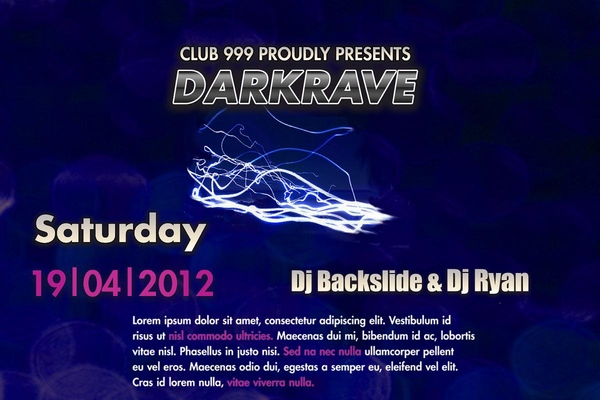 CLUB 999 PROUDLY PRESENTS
DARKRAVE
Saturday
19|04|2012
Dj Backslide & Dj Ryan
Lorem ipsum dolor sit amet, consectetur adipiscing elit. Vestibulum id
risus ut nisl commodo ultricies. Maecenas dui mi, bibendum id ac, lobortis
vitae nisl. Phasellus in justo nisi. Sed na nec nulla ullamcorper pellent
eu vel eros. Maecenas odio dui, egestas a semper eu, eleifend vel elit.
Cras id lorem nulla, vitae viverra nulla.